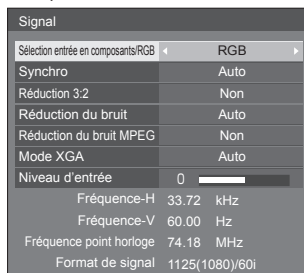 Signal
Sélection entrée en composants/RGB RGB
Synchro Auto
Réduction 3:2 Non
Réduction du bruit Auto
Réduction du bruit MPEG Non
Mode XGA Auto
Niveau d'entrée 0
Fréquence-H 33.72 kHz
Fréquence-V 60.00 Hz
Fréquence point horloge 74.18 MHz
Format de signal 1125(1080)/60i